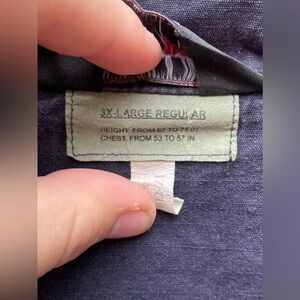 3X-LARGE REGULAR
HEIGHT FROM 67 TO 71 IN
CHEST FROM 53 TO 57 IN